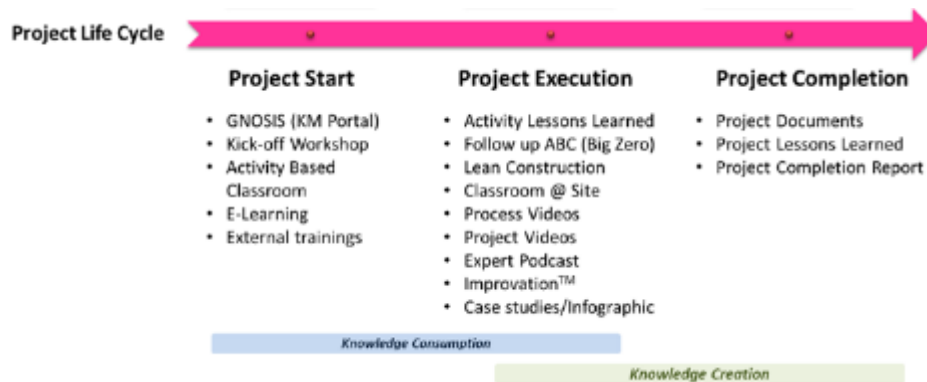 Project Life Cycle
Project Start
• GNOSIS (KM Portal)
• Kick-off Workshop
• Activity Based
Classroom
• E-Learning
• External trainings
Project Execution
• Activity Lessons Learned
• Follow up ABC (Big Zero)
• Lean Construction
• Classroom @ Site
• Process Videos
• Project Videos
• Expert Podcast
• Improvation™
• Case studies/Infographic
Project Completion
• Project Documents
• Project Lessons Learned
• Project Completion Report
Knowledge Consumption
Knowledge Creation